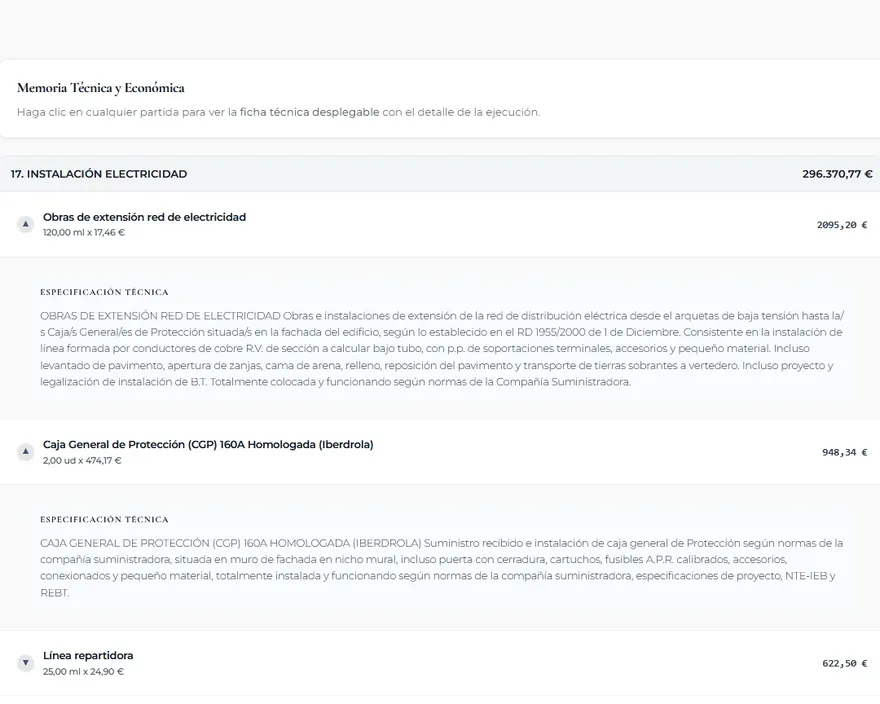 Memoria Técnica y Económica
Haga clic en cualquier partida para ver la ficha técnica desplegable con el detalle de la ejecución.
17. INSTALACIÓN ELECTRICIDAD 296.370,77 €
▲ Obras de extensión red de electricidad
120,00 ml x 17,46 € 2095,20 €
ESPECIFICACIÓN TÉCNICA
OBRAS DE EXTENSIÓN RED DE ELECTRICIDAD Obras e instalaciones de extensión de la red de distribución eléctrica desde el arquetas de baja tensión hasta la/
s Caja/s General/es de Protección situada/s en la fachada del edificio, según lo establecido en el RD 1955/2000 de 1 de Diciembre. Consistente en la instalación de
línea formada por conductores de cobre R.V. de sección a calcular bajo tubo, con p.p. de soportaciones terminales, accesorios y pequeño material. Incluso
levantado de pavimento, apertura de zanjas, cama de arena, relleno, reposición del pavimento y transporte de tierras sobrantes a vertedero. Incluso proyecto y
legalización de instalación de B.T. Totalmente colocada y funcionando según normas de la Compañía Suministradora.
▲ Caja General de Protección (CGP) 160A Homologada (Iberdrola)
2,00 ud x 474,17 € 948,34 €
ESPECIFICACIÓN TÉCNICA
CAJA GENERAL DE PROTECCIÓN (CGP) 160A HOMOLOGADA (IBERDROLA) Suministro recibido e instalación de caja general de Protección según normas de la
compañía suministradora, situada en muro de fachada en nicho mural, incluso puerta con cerradura, cartuchos, fusibles A.P.R. calibrados, accesorios,
conexionados y pequeño material, totalmente instalada y funcionando según normas de la compañía suministradora, especificaciones de proyecto, NTE-IEB y
REBT.
▼ Línea repartidora
25,00 ml x 24,90 € 622,50 €